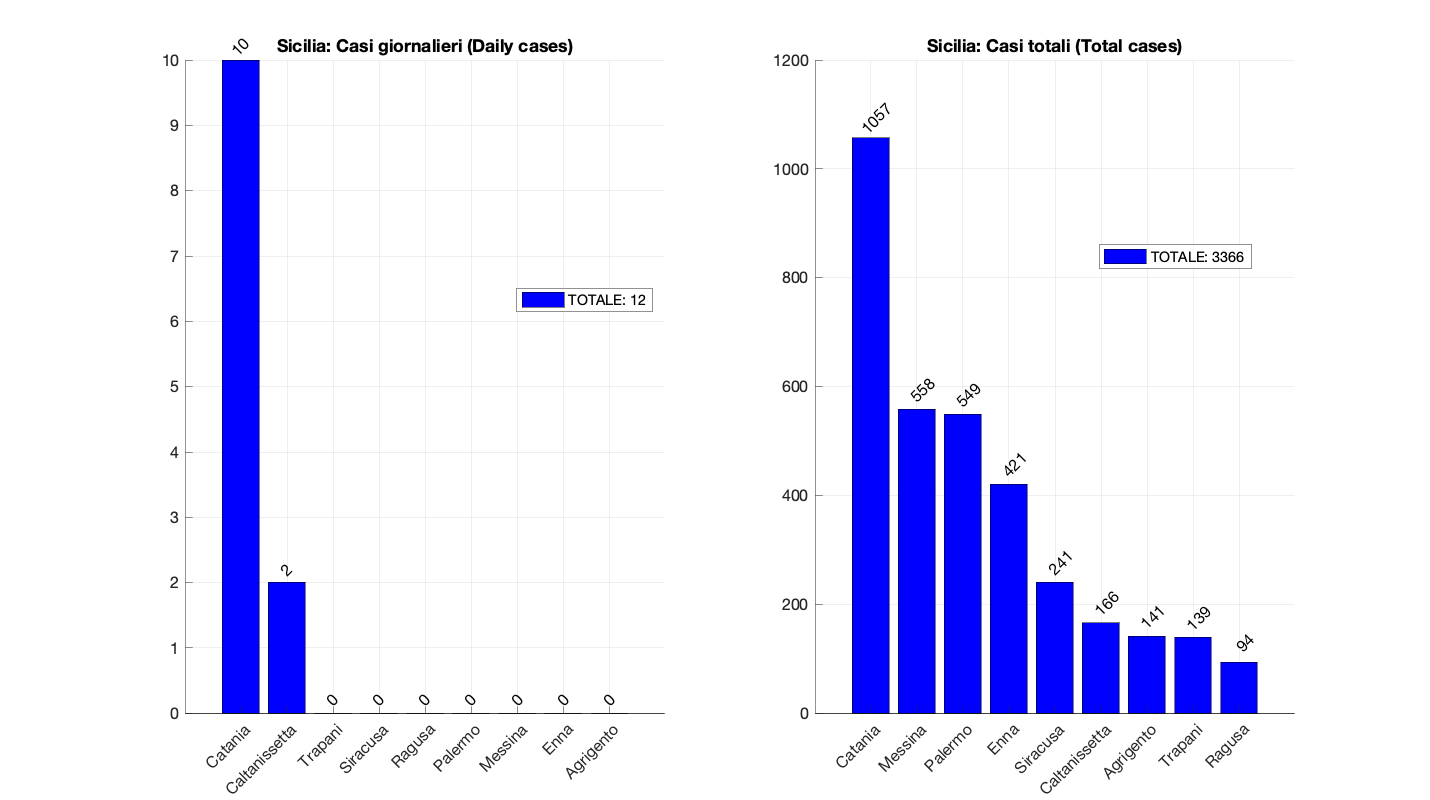 Sicilia: Casi giornalieri (Daily cases)
10
9
8
7
6
5
4
3
2
1
0
10
2
0
0
0
0
0
0
0
TOTALE: 12
Catania
Caltanissetta
Trapani
Siracusa
Ragusa
Palermo
Messina
Enna
Agrigento
Sicilia: Casi totali (Total cases)
1200
1000
800
600
400
200
0
1057
558
549
421
241
166
141
139
94
TOTALE: 3366
Catania
Messina
Palermo
Enna
Siracusa
Caltanissetta
Agrigento
Trapani
Ragusa